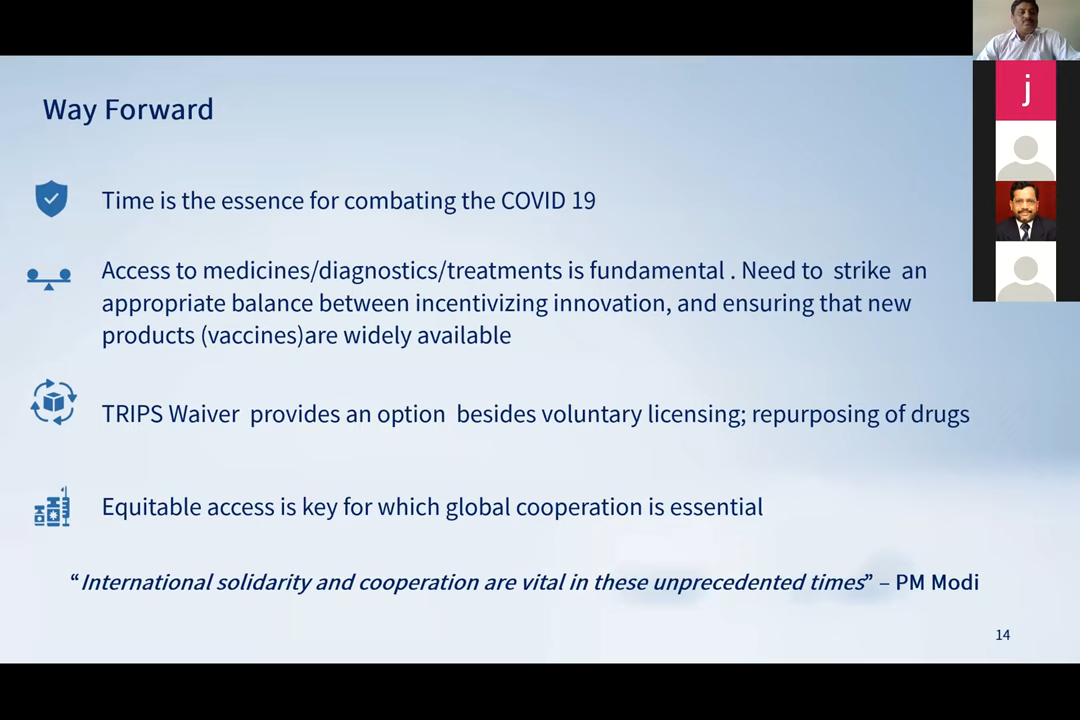 Way Forward
Time is the essence for combating the COVID 19
Access to medicines/diagnostics/treatments is fundamental . Need to strike an
appropriate balance between incentivizing innovation, and ensuring that new
products (vaccines)are widely available
TRIPS Waiver provides an option besides voluntary licensing; repurposing of drugs
Equitable access is key for which global cooperation is essential
“International solidarity and cooperation are vital in these unprecedented times” – PM Modi
14
j